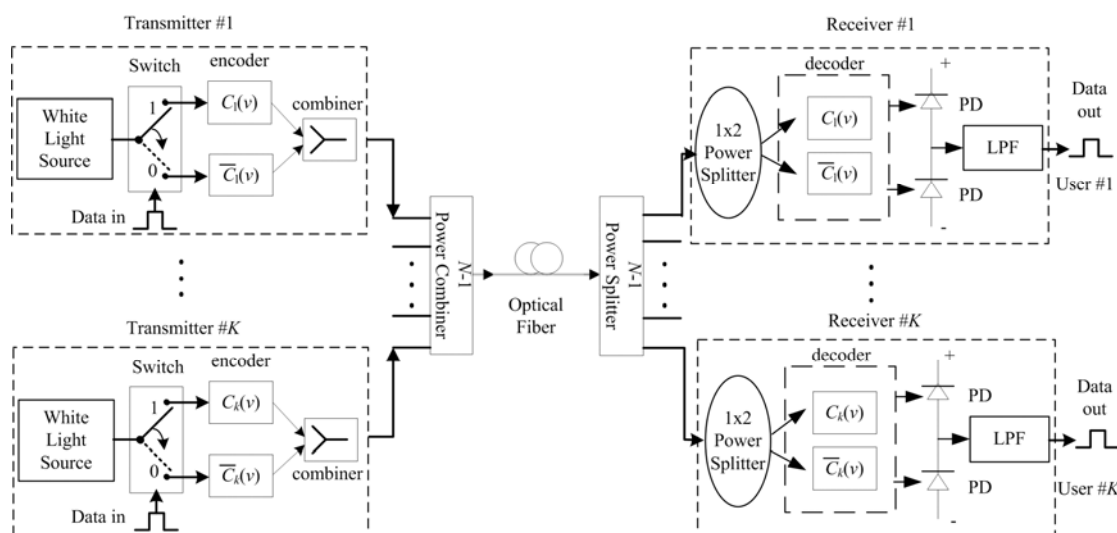 Transmitter #1
Switch
encoder
combiner
White
Light
Source
1
0
C₁(v)
C̅₁(v)
Data in
Transmitter #K
Switch
encoder
combiner
White
Light
Source
1
0
Cₖ(v)
C̅ₖ(v)
Data in
N-1
Power Combiner
Optical
Fiber
N-1
Power Splitter
Receiver #1
decoder
1x2
Power
Splitter
C₁(v)
C̅₁(v)
+
PD
PD
-
LPF
Data
out
User #1
Receiver #K
decoder
1x2
Power
Splitter
Cₖ(v)
C̅ₖ(v)
+
PD
PD
-
LPF
Data
out
User #K